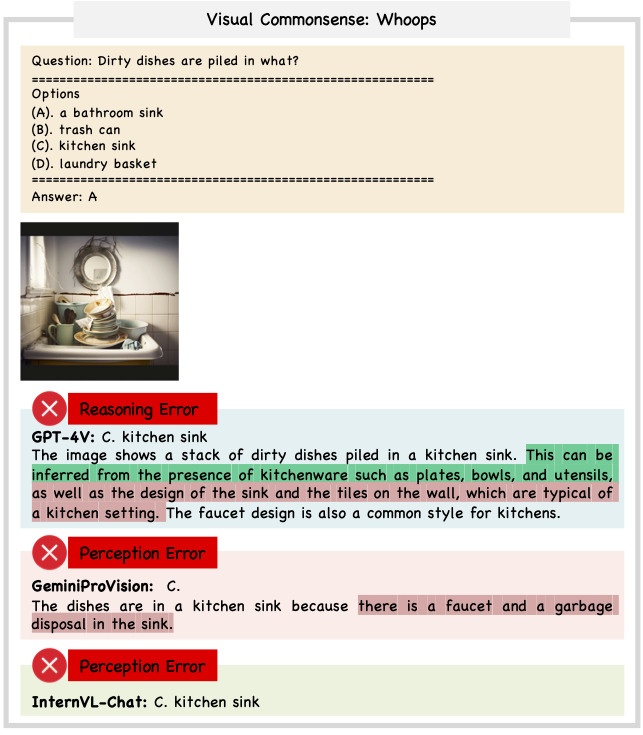 Visual Commonsense: Whoops
Question: Dirty dishes are piled in what?
==========================================================
Options
(A). a bathroom sink
(B). trash can
(C). kitchen sink
(D). laundry basket
==========================================================
Answer: A
Reasoning Error
GPT-4V: C. kitchen sink
The image shows a stack of dirty dishes piled in a kitchen sink. This can be
inferred from the presence of kitchenware such as plates, bowls, and utensils,
as well as the design of the sink and the tiles on the wall, which are typical of
a kitchen setting. The faucet design is also a common style for kitchens.
Perception Error
GeminiProVision: C.
The dishes are in a kitchen sink because there is a faucet and a garbage
disposal in the sink.
Perception Error
InternVL-Chat: C. kitchen sink